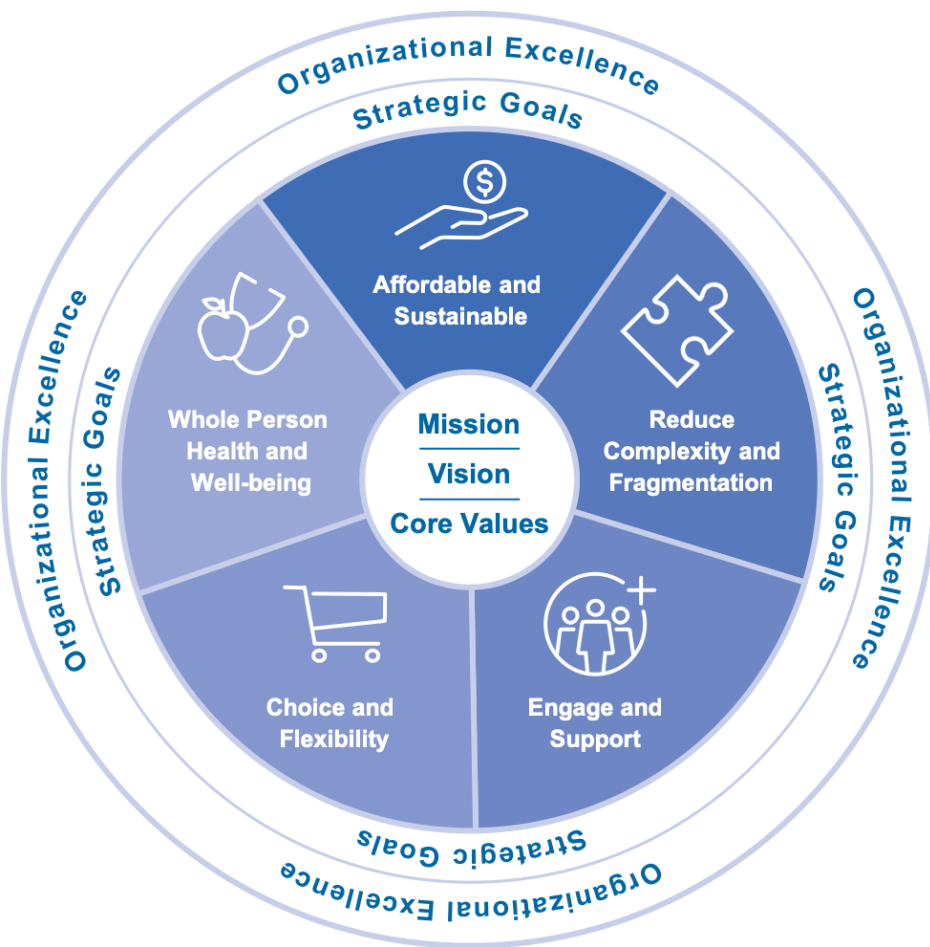 Organizational Excellence
Strategic Goals
$
Affordable and
Sustainable
Reduce
Complexity and
Fragmentation
Engage and
Support
Choice and
Flexibility
Whole Person
Health and
Well-being
Mission
Vision
Core Values
Strategic Goals
Organizational Excellence
Strategic Goals
Organizational Excellence
Strategic Goals
Organizational Excellence